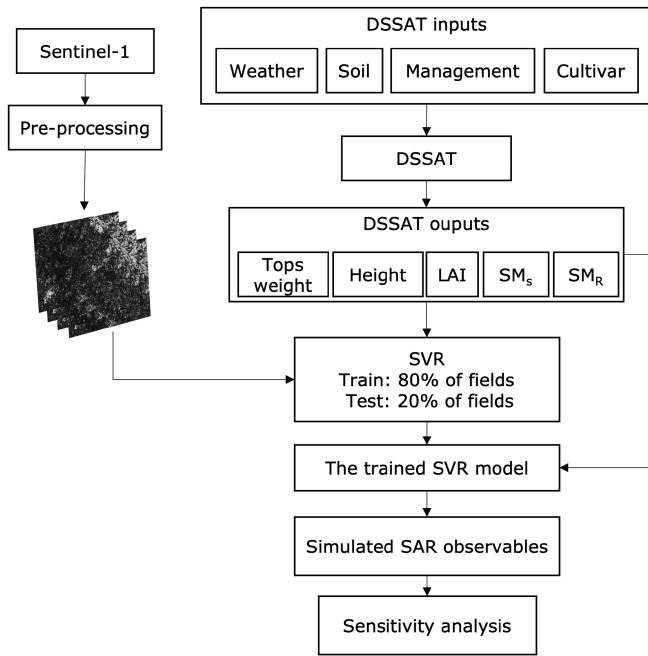 Sentinel-1
Pre-processing
DSSAT inputs
Weather
Soil
Management
Cultivar
DSSAT
DSSAT ouputs
Tops
weight
Height
LAI
SMs
SMR
SVR
Train: 80% of fields
Test: 20% of fields
The trained SVR model
Simulated SAR observables
Sensitivity analysis